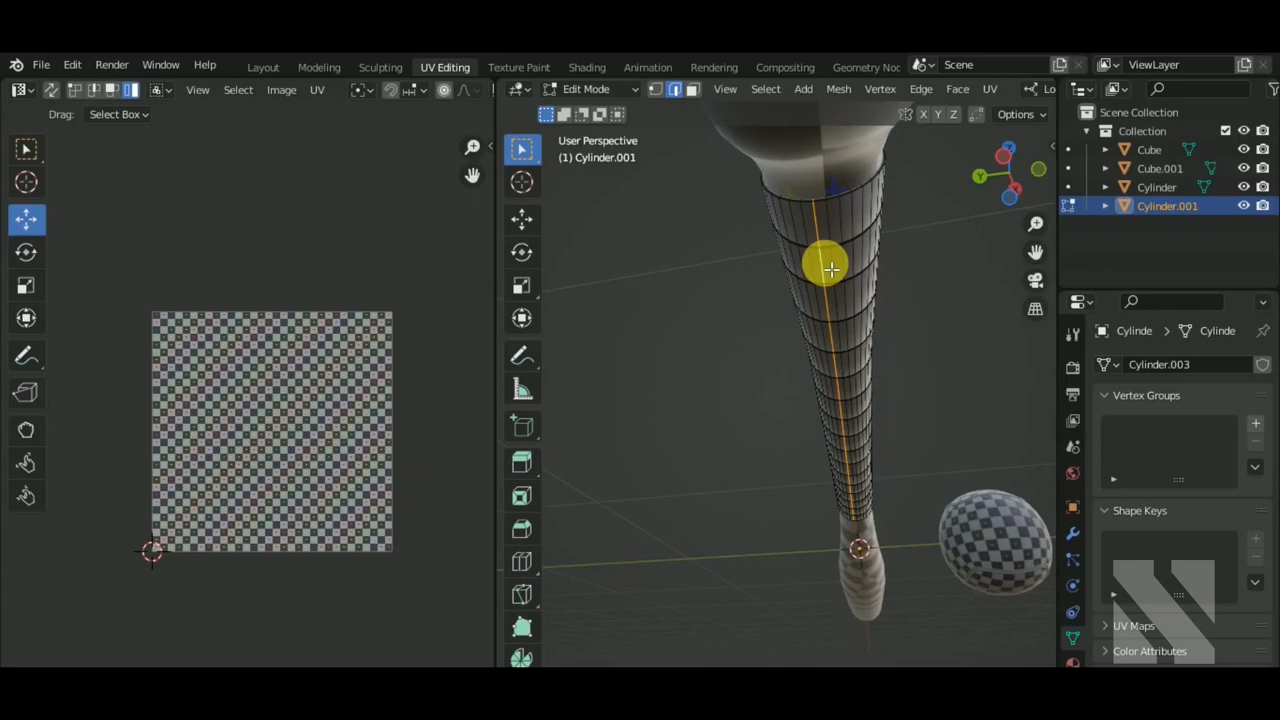 File Edit Render Window Help Layout Modeling Sculpting UV Editing Texture Paint Shading Animation Rendering Compositing Geometry Noc Scene ViewLayer
View Select Image UV Edit Mode View Select Add Mesh Vertex Edge Face UV Lo
Drag: Select Box X Y Z Options Scene Collection
User Perspective
(1) Cylinder.001
Collection
Cube
Cube.001
Cylinder
Cylinder.001
Y
Cylinde > Cylinde
Cylinder.003
Vertex Groups
Shape Keys
UV Maps
Color Attributes
N